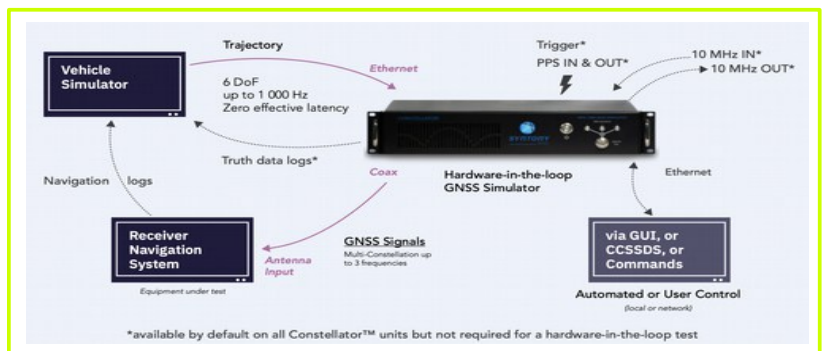 Trajectory
Ethernet
Trigger*
PPS IN & OUT*
10 MHz IN*
10 MHz OUT*
Vehicle
Simulator
6 DoF
up to 1 000 Hz
Zero effective latency
SYNTONY
Truth data logs*
Coax
Hardware-in-the-loop
GNSS Simulator
Ethernet
Navigation logs
Receiver
Navigation
System
Antenna
Input
GNSS Signals
Multi-Constellation up
to 3 frequencies
via GUI, or
CCSSDS, or
Commands
Equipment under test
Automated or User Control
(local or network)
*available by default on all Constellator™ units but not required for a hardware-in-the-loop test